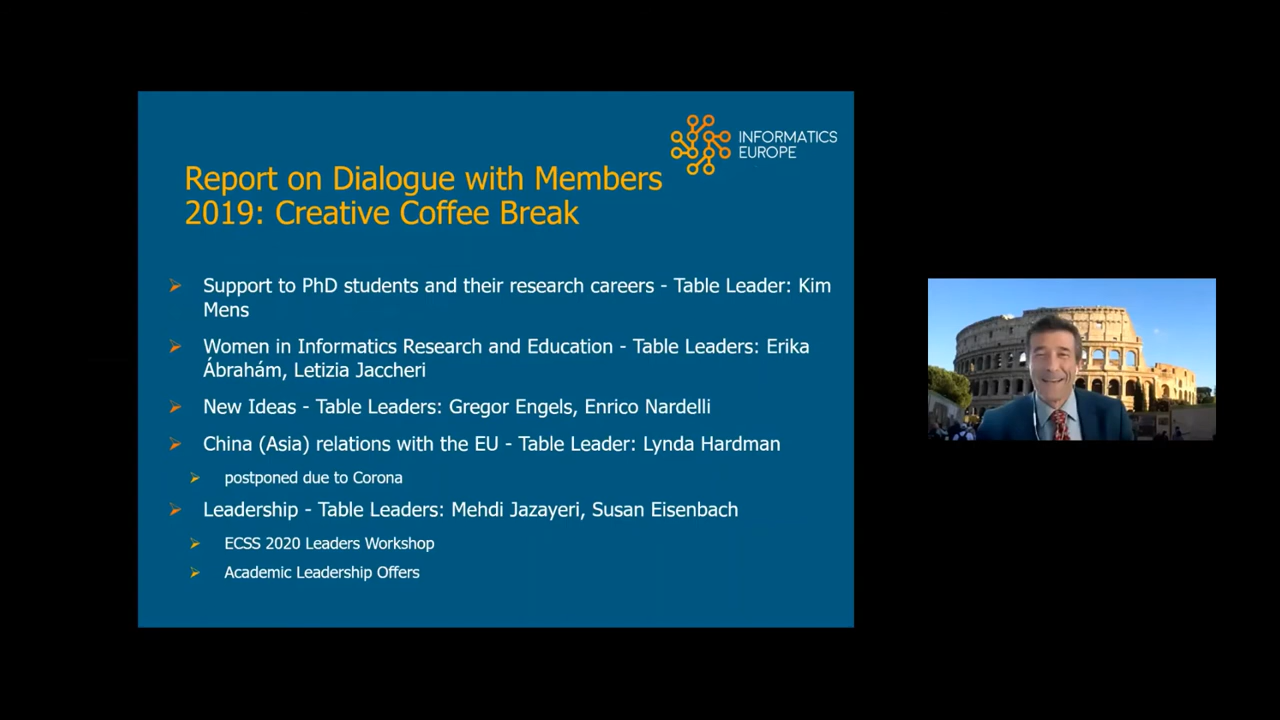 INFORMATICS
EUROPE
Report on Dialogue with Members
2019: Creative Coffee Break
Support to PhD students and their research careers - Table Leader: Kim
Mens
Women in Informatics Research and Education - Table Leaders: Erika
Ábrahám, Letizia Jaccheri
New Ideas - Table Leaders: Gregor Engels, Enrico Nardelli
China (Asia) relations with the EU - Table Leader: Lynda Hardman
postponed due to Corona
Leadership - Table Leaders: Mehdi Jazayeri, Susan Eisenbach
ECSS 2020 Leaders Workshop
Academic Leadership Offers